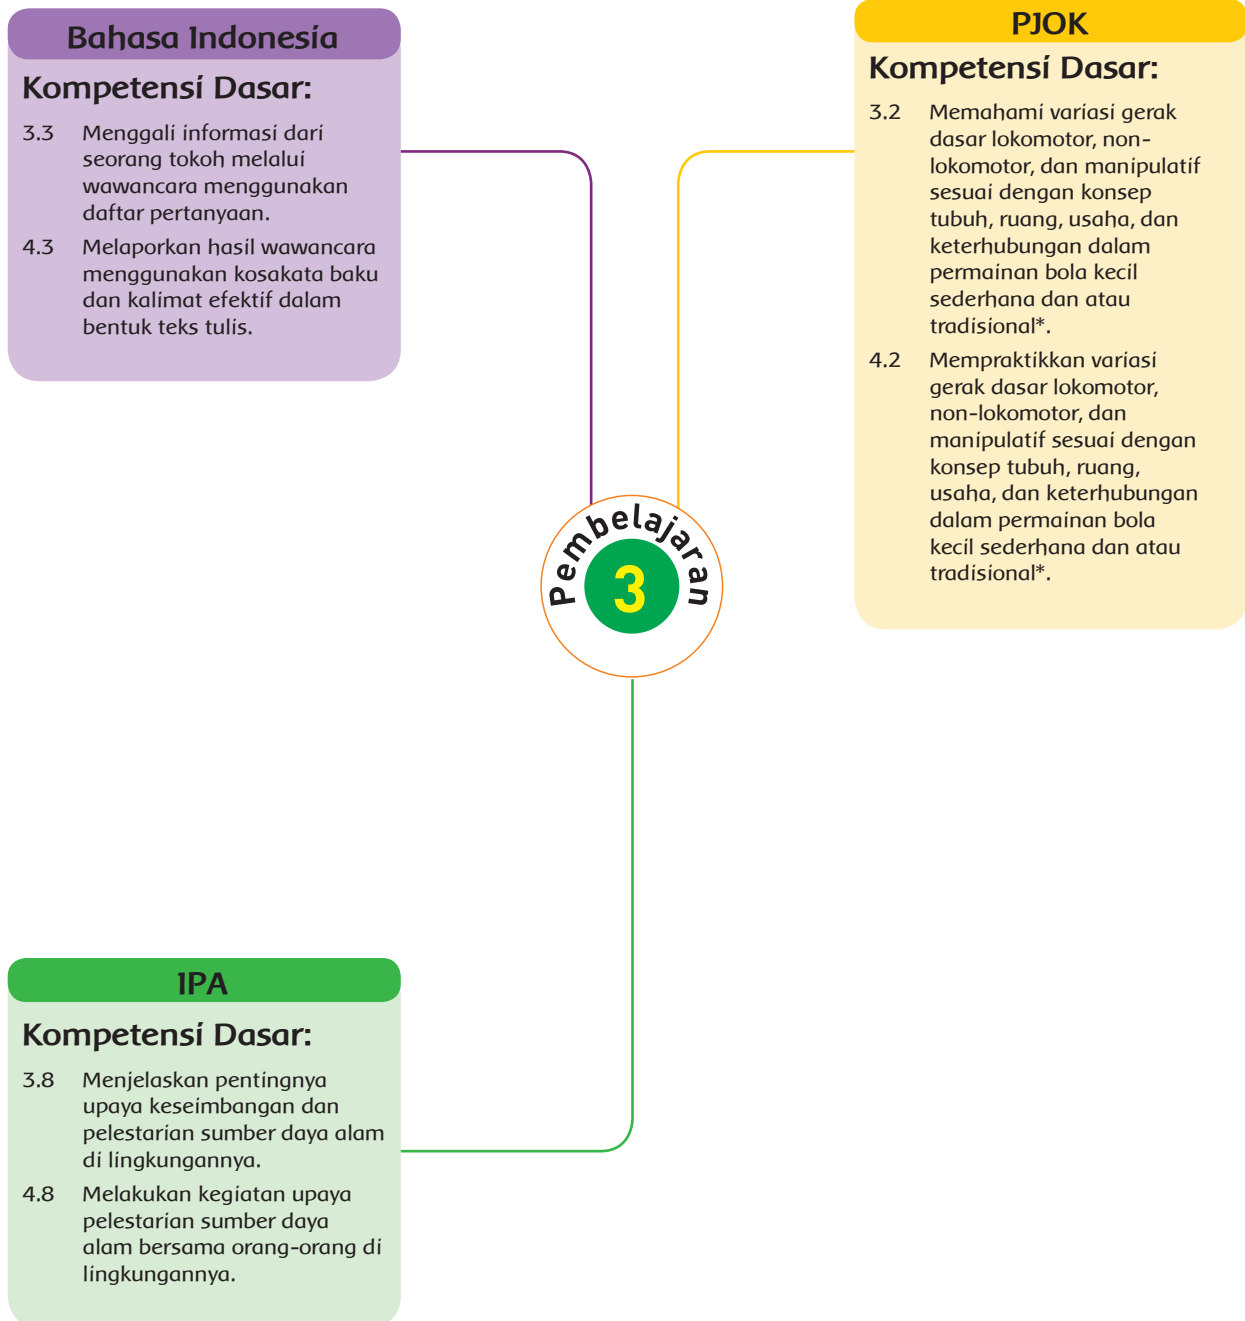 Bahasa Indonesia
Kompetensi Dasar:
3.3 Menggali informasi dari
seorang tokoh melalui
wawancara menggunakan
daftar pertanyaan.
4.3 Melaporkan hasil wawancara
menggunakan kosakata baku
dan kalimat efektif dalam
bentuk teks tulis.
PJOK
Kompetensi Dasar:
3.2 Memahami variasi gerak
dasar lokomotor, non-
lokomotor, dan manipulatif
sesuai dengan konsep
tubuh, ruang, usaha, dan
keterhubungan dalam
permainan bola kecil
sederhana dan atau
tradisional*.
4.2 Mempraktikkan variasi
gerak dasar lokomotor,
non-lokomotor, dan
manipulatif sesuai dengan
konsep tubuh, ruang,
usaha, dan keterhubungan
dalam permainan bola
kecil sederhana dan atau
tradisional*.
Pembelajaran
3
IPA
Kompetensi Dasar:
3.8 Menjelaskan pentingnya
upaya keseimbangan dan
pelestarian sumber daya alam
di lingkungannya.
4.8 Melakukan kegiatan upaya
pelestarian sumber daya
alam bersama orang-orang di
lingkungannya.